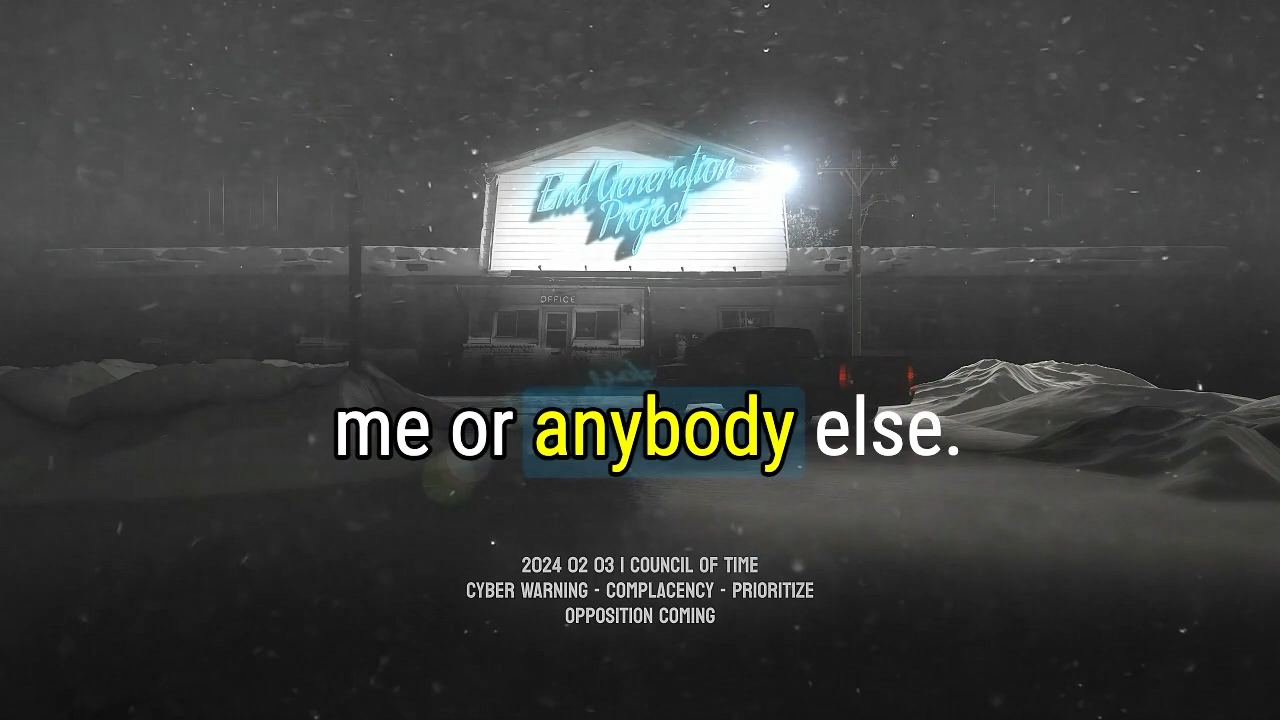 End Generation
Project
OFFICE
me or anybody else.
2024 02 03 | COUNCIL OF TIME
CYBER WARNING - COMPLACENCY - PRIORITIZE
OPPOSITION COMING